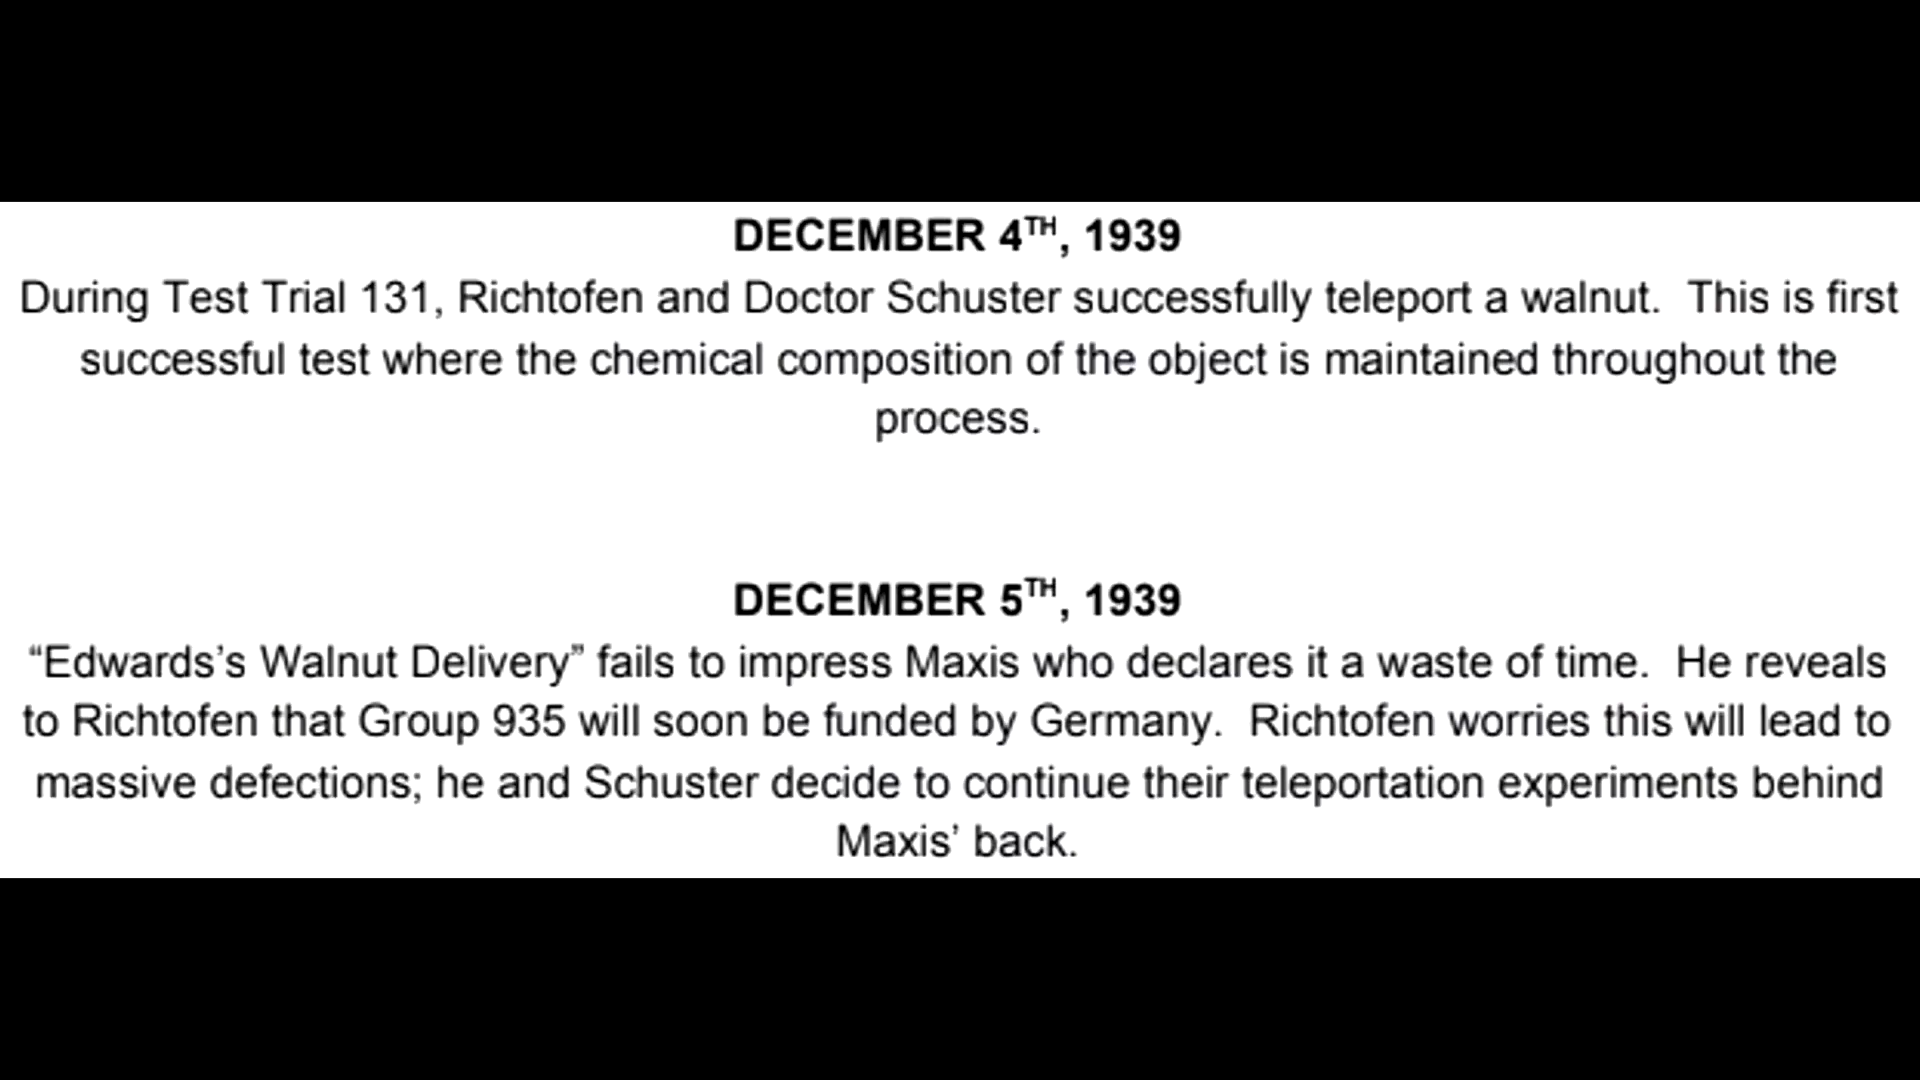 DECEMBER 4TH, 1939
During Test Trial 131, Richtofen and Doctor Schuster successfully teleport a walnut.  This is first
successful test where the chemical composition of the object is maintained throughout the
process.
DECEMBER 5TH, 1939
“Edwards’s Walnut Delivery” fails to impress Maxis who declares it a waste of time.  He reveals
to Richtofen that Group 935 will soon be funded by Germany.  Richtofen worries this will lead to
massive defections; he and Schuster decide to continue their teleportation experiments behind
Maxis’ back.